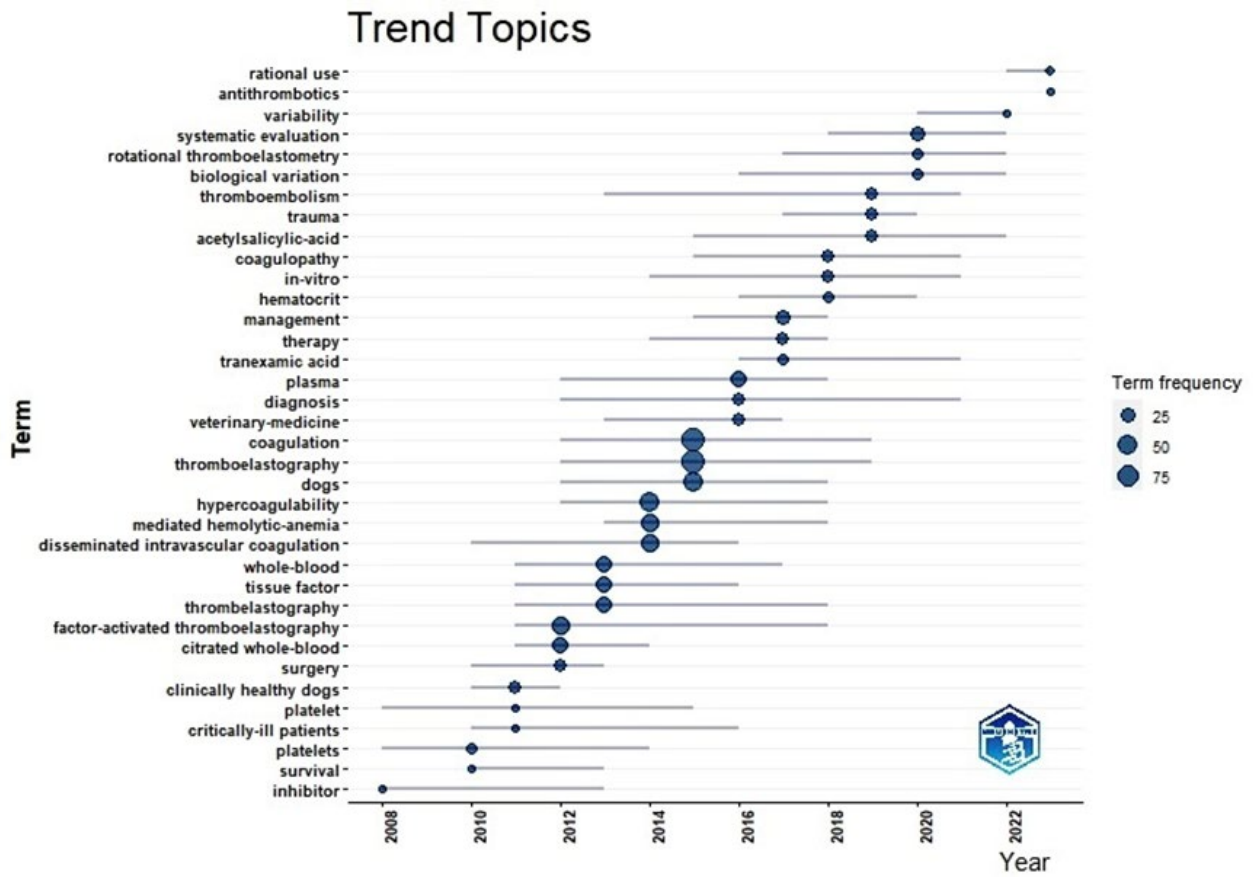 Trend Topics
rational use
antithrombotics
variability
systematic evaluation
rotational thromboelastometry
biological variation
thromboembolism
trauma
acetylsalicylic-acid
coagulopathy
in-vitro
hematocrit
management
therapy
tranexamic acid
plasma
diagnosis
veterinary-medicine
coagulation
thromboelastography
dogs
hypercoagulability
mediated hemolytic-anemia
disseminated intravascular coagulation
whole-blood
tissue factor
thrombelastography
factor-activated thromboelastography
citrated whole-blood
surgery
clinically healthy dogs
platelet
critically-ill patients
platelets
survival
inhibitor
Term
2008
2010
2012
2014
2016
2018
2020
2022
Year
Term frequency
25
50
75